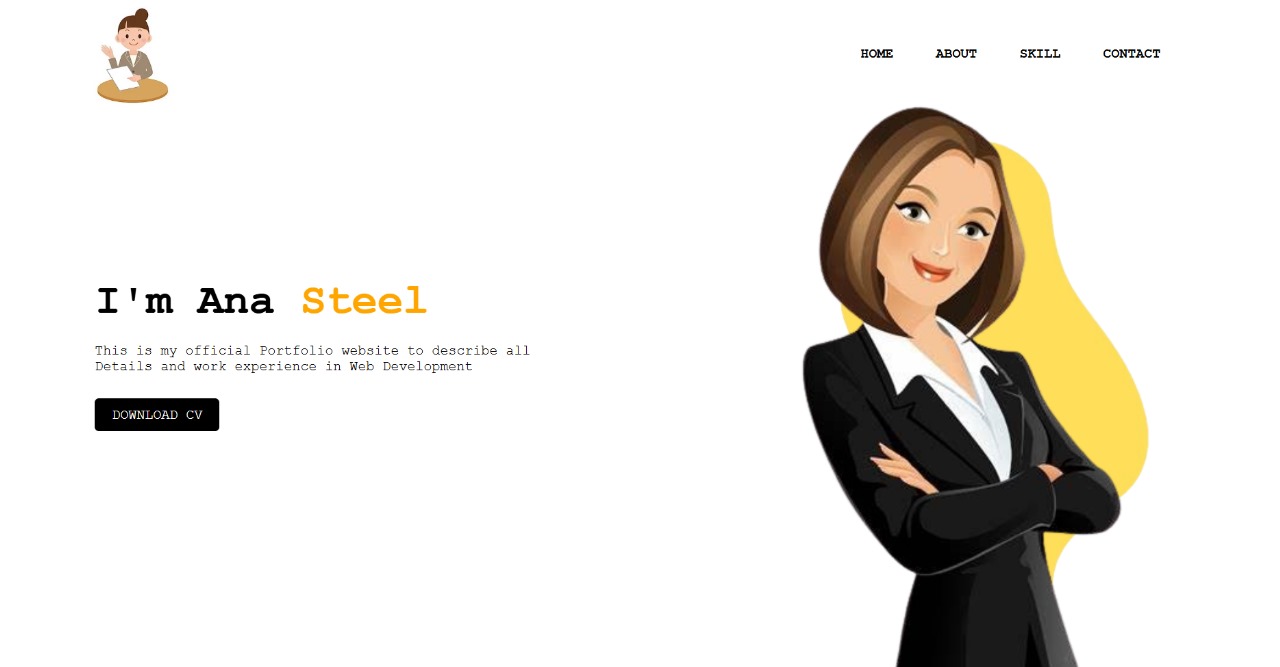 HOME ABOUT SKILL CONTACT
I'm Ana Steel
This is my official Portfolio website to describe all
Details and work experience in Web Development
DOWNLOAD CV